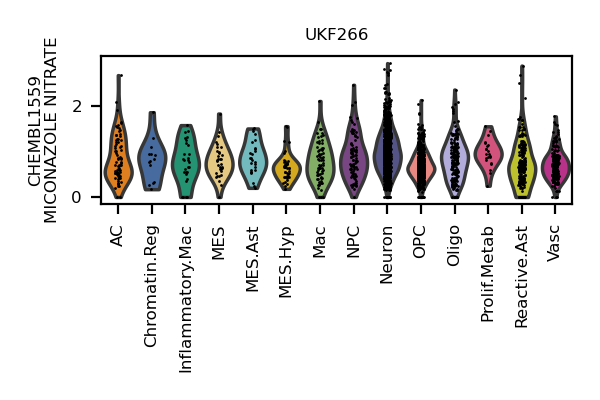 UKF266
CHEMBL1559
MICONAZOLE NITRATE
2
0
AC
Chromatin.Reg
Inflammatory.Mac
MES
MES.Ast
MES.Hyp
Mac
NPC
Neuron
OPC
Oligo
Prolif.Metab
Reactive.Ast
Vasc